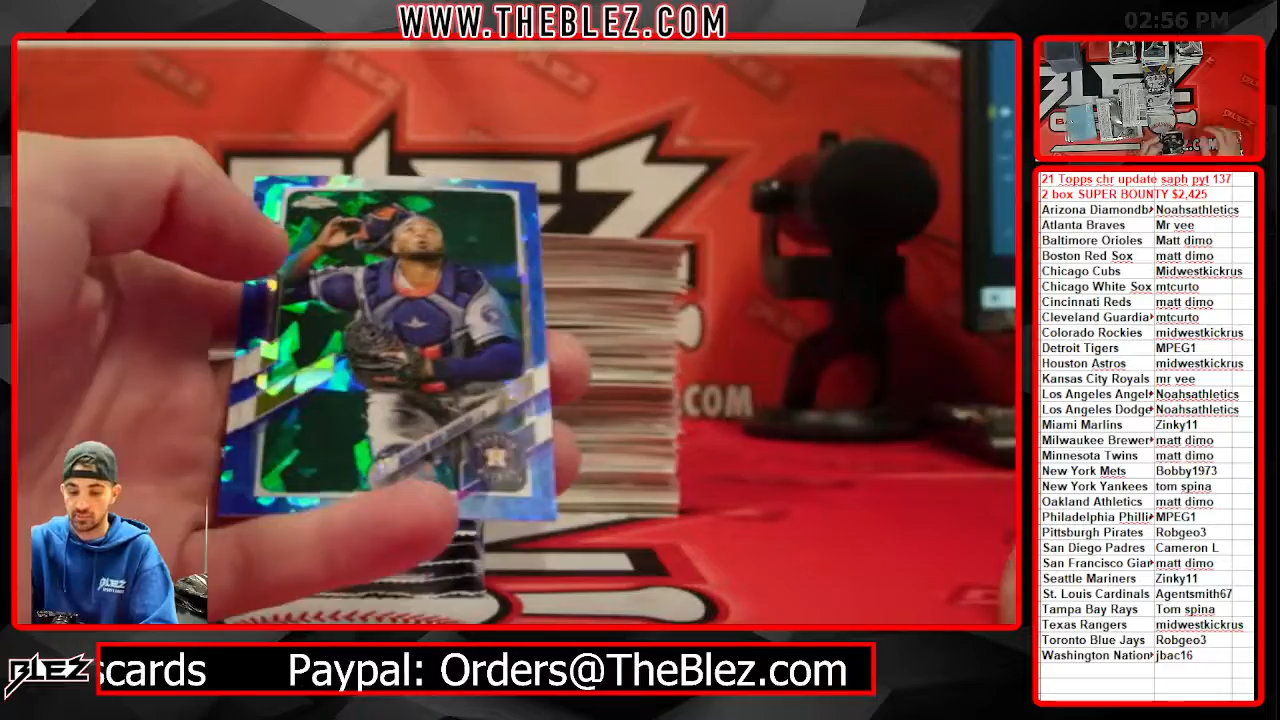 WWW.THEBLEZ.COM
02:56 PM
21 Topps chr update saph pyt 137
2 box SUPER BOUNTY $2,425
Arizona Diamondb Noahsathletics
Atlanta Braves Mr vee
Baltimore Orioles Matt dimo
Boston Red Sox matt dimo
Chicago Cubs Midwestkickrus
Chicago White Sox mtcurto
Cincinnati Reds matt dimo
Cleveland Guardia mtcurto
Colorado Rockies midwestkickrus
Detroit Tigers MPEG1
Houston Astros midwestkickrus
Kansas City Royals mr vee
Los Angeles Angel Noahsathletics
Los Angeles Dodge Noahsathletics
Miami Marlins Zinky11
Milwaukee Brewer matt dimo
Minnesota Twins matt dimo
New York Mets Bobby1973
New York Yankees tom spina
Oakland Athletics matt dimo
Philadelphia Philli MPEG1
Pittsburgh Pirates Robgeo3
San Diego Padres Cameron L
San Francisco Gian matt dimo
Seattle Mariners Zinky11
St. Louis Cardinals Agentsmith67
Tampa Bay Rays Tom spina
Texas Rangers midwestkickrus
Toronto Blue Jays Robgeo3
Washington Nation jbac16
BLEZ
.COM
BLEZ
BLEZ
BLEZ
scards Paypal: Orders@TheBlez.com